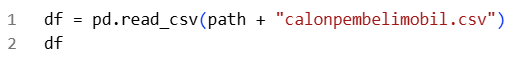 1 df = pd.read_csv(path + "calonpembelimobil.csv")
2 df